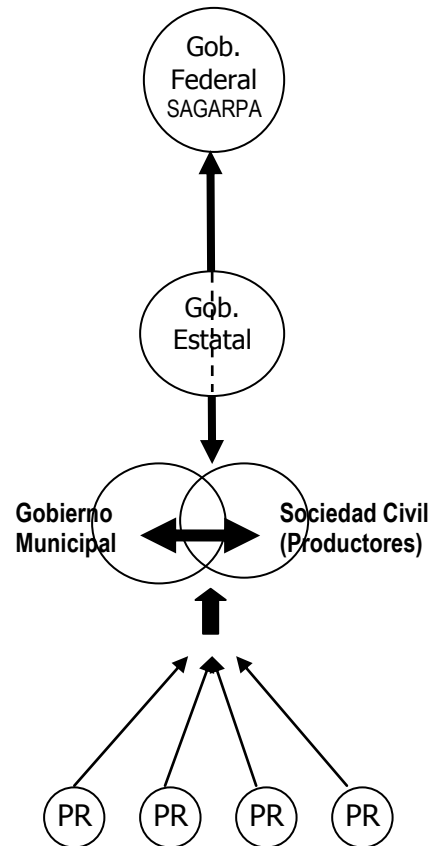 Gob.
Federal
SAGARPA
Gob.
Estatal
Gobierno
Municipal
Sociedad Civil
(Productores)
PR
PR
PR
PR